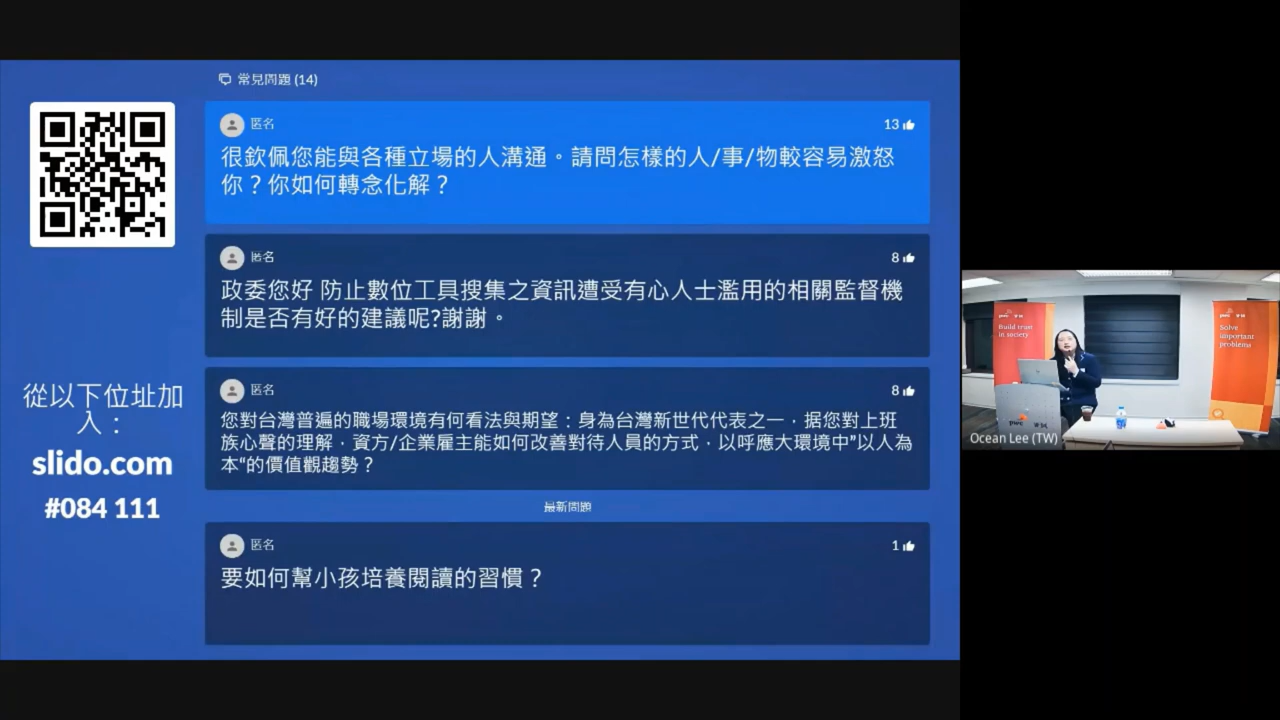 常見問題 (14)
匿名
13
很欽佩您能與各種立場的人溝通。請問怎樣的人/事/物較容易激怒
你？你如何轉念化解？
匿名
8
政委您好 防止數位工具搜集之資訊遭受有心人士濫用的相關監督機
制是否有好的建議呢?謝謝。
匿名
8
您對台灣普遍的職場環境有何看法與期望：身為台灣新世代代表之一，据您對上班
族心聲的理解，資方/企業雇主能如何改善對待人員的方式，以呼應大環境中"以人為
本"的價值觀趨勢？
最新問題
匿名
1
要如何幫小孩培養閱讀的習慣？
從以下位址加
入：
slido.com
#084 111
pwc
Build trust
in society
pwc
Solve
important
problems
pwc
Ocean Lee (TW)